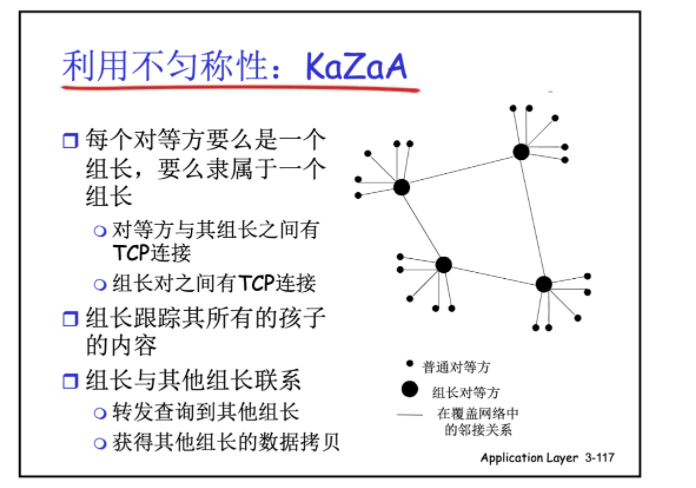 利用不匀称性：KaZaA
每个对等方要么是一个
组长，要么隶属于一个
组长
对等方与其组长之间有
TCP连接
组长对之间有TCP连接
组长跟踪其所有的孩子
的内容
组长与其他组长联系
转发查询到其他组长
获得其他组长的数据拷贝
普通对等方
组长对等方
在覆盖网络中
的邻接关系
Application Layer 3-117